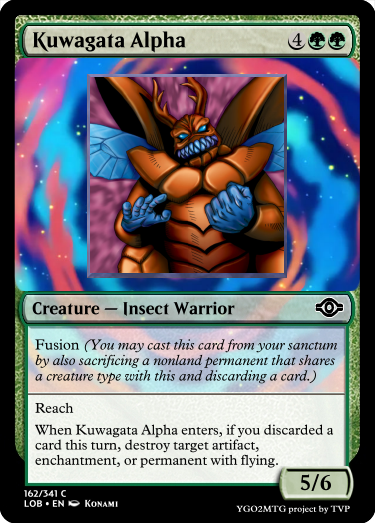 Kuwagata Alpha 4
Creature — Insect Warrior
Fusion (You may cast this card from your sanctum
by also sacrificing a nonland permanent that shares
a creature type with this and discarding a card.)
Reach
When Kuwagata Alpha enters, if you discarded a
card this turn, destroy target artifact,
enchantment, or permanent with flying.
5/6
162/341 C
LOB • EN Konami
YGO2MTG project by TVP